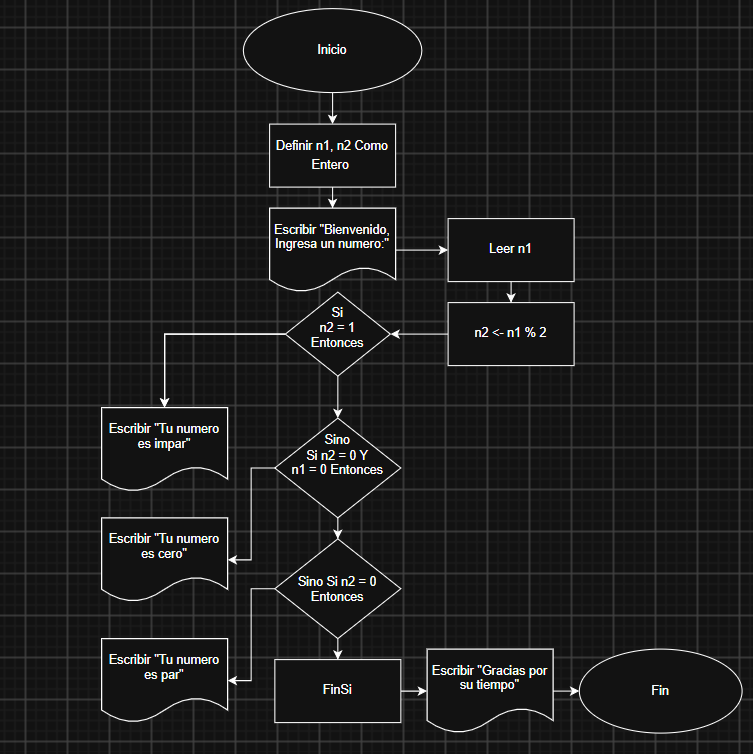 Inicio
Definir n1, n2 Como
Entero
Escribir "Bienvenido,
Ingresa un numero:"
Leer n1
n2 <- n1 % 2
Si
n2 = 1
Entonces
Escribir "Tu numero
es impar"
Sino
Si n2 = 0 Y
n1 = 0 Entonces
Escribir "Tu numero
es cero"
Sino Si n2 = 0
Entonces
Escribir "Tu numero
es par"
FinSi
Escribir "Gracias por
su tiempo"
Fin